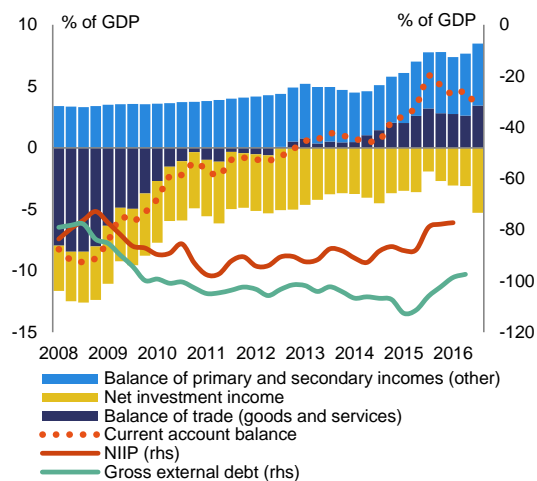 % of GDP % of GDP
10 0
5 -20
0 -40
-60
-5 -80
-10 -100
-15 -120
2008 2009 2010 2011 2012 2013 2014 2015 2016
Balance of primary and secondary incomes (other)
Net investment income
Balance of trade (goods and services)
Current account balance
NIIP (rhs)
Gross external debt (rhs)